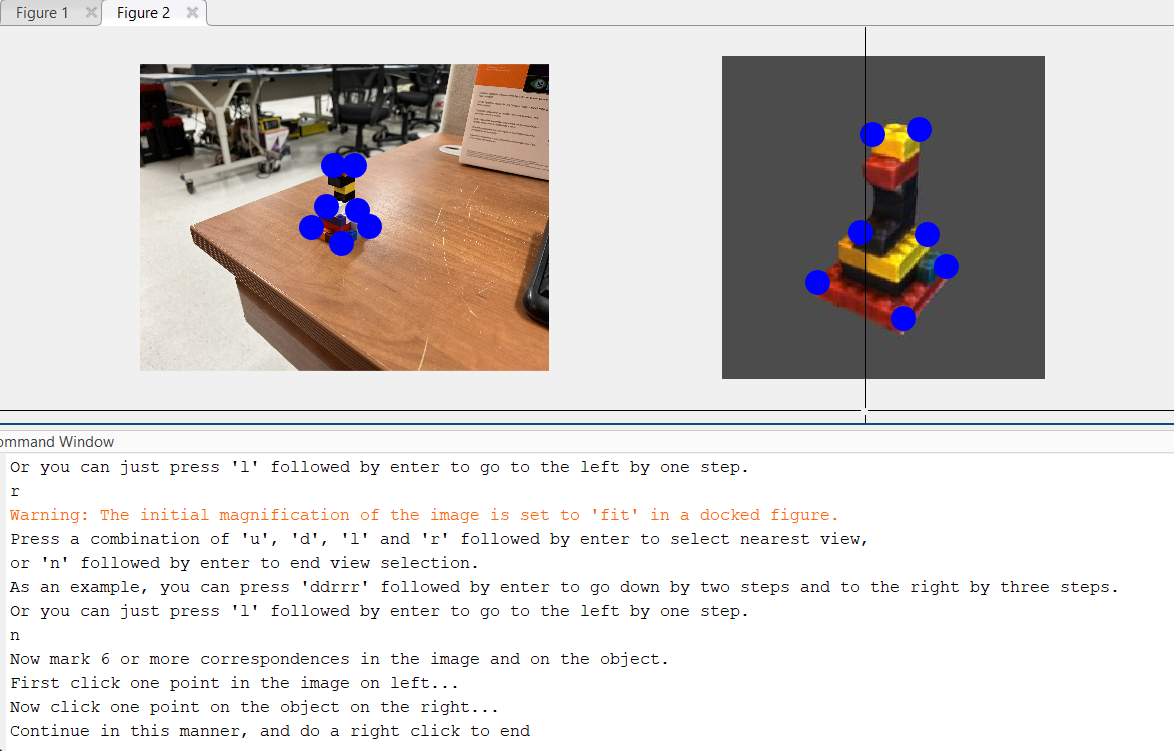 Figure 1
Figure 2
ommand Window
Or you can just press 'l' followed by enter to go to the left by one step.
r
Warning: The initial magnification of the image is set to 'fit' in a docked figure.
Press a combination of 'u', 'd', 'l' and 'r' followed by enter to select nearest view,
or 'n' followed by enter to end view selection.
As an example, you can press 'ddrrr' followed by enter to go down by two steps and to the right by three steps.
Or you can just press 'l' followed by enter to go to the left by one step.
n
Now mark 6 or more correspondences in the image and on the object.
First click one point in the image on left...
Now click one point on the object on the right...
Continue in this manner, and do a right click to end